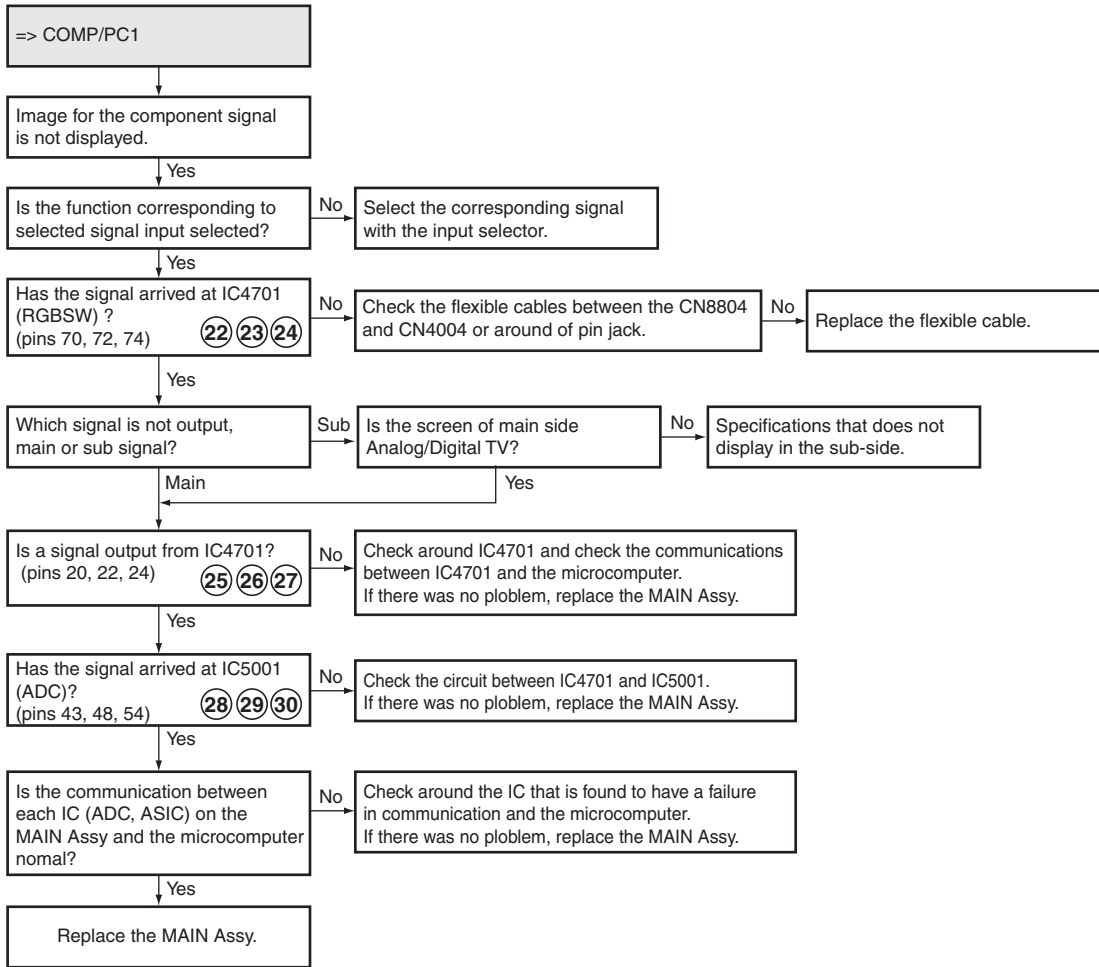 => COMP/PC1
Image for the component signal
is not displayed.
Yes
Is the function corresponding to
selected signal input selected?
No
Select the corresponding signal
with the input selector.
Yes
Has the signal arrived at IC4701
(RGBSW) ?
(pins 70, 72, 74)
22 23 24
No
Check the flexible cables between the CN8804
and CN4004 or around of pin jack.
No
Replace the flexible cable.
Yes
Which signal is not output,
main or sub signal?
Sub
Is the screen of main side
Analog/Digital TV?
No
Specifications that does not
display in the sub-side.
Main
Yes
Is a signal output from IC4701?
(pins 20, 22, 24)
25 26 27
No
Check around IC4701 and check the communications
between IC4701 and the microcomputer.
If there was no ploblem, replace the MAIN Assy.
Yes
Has the signal arrived at IC5001
(ADC)?
(pins 43, 48, 54)
28 29 30
No
Check the circuit between IC4701 and IC5001.
If there was no ploblem, replace the MAIN Assy.
Yes
Is the communication between
each IC (ADC, ASIC) on the
MAIN Assy and the microcomputer
nomal?
No
Check around the IC that is found to have a failure
in communication and the microcomputer.
If there was no ploblem, replace the MAIN Assy.
Yes
Replace the MAIN Assy.